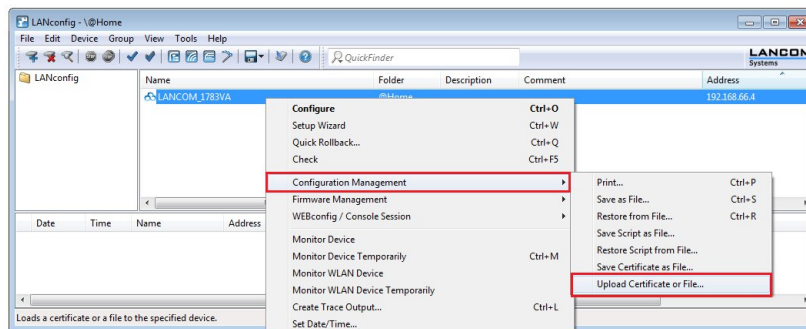 LANconfig - \@Home
File Edit Device Group View Tools Help
QuickFinder
LANCOM
Systems
LANconfig
Name Folder Description Comment Address
LANCOM_1783VA @Home 192.168.66.4
Configure Ctrl+O
Setup Wizard Ctrl+W
Quick Rollback... Ctrl+Q
Check Ctrl+F5
Configuration Management
Firmware Management
WEBconfig / Console Session
Monitor Device
Monitor Device Temporarily Ctrl+M
Monitor WLAN Device
Monitor WLAN Device Temporarily
Create Trace Output... Ctrl+L
Set Date/Time...
Print... Ctrl+P
Save as File... Ctrl+S
Restore from File... Ctrl+R
Save Script as File...
Restore Script from File...
Save Certificate as File...
Upload Certificate or File...
Date Time Name Address
Loads a certificate or a file to the specified device.